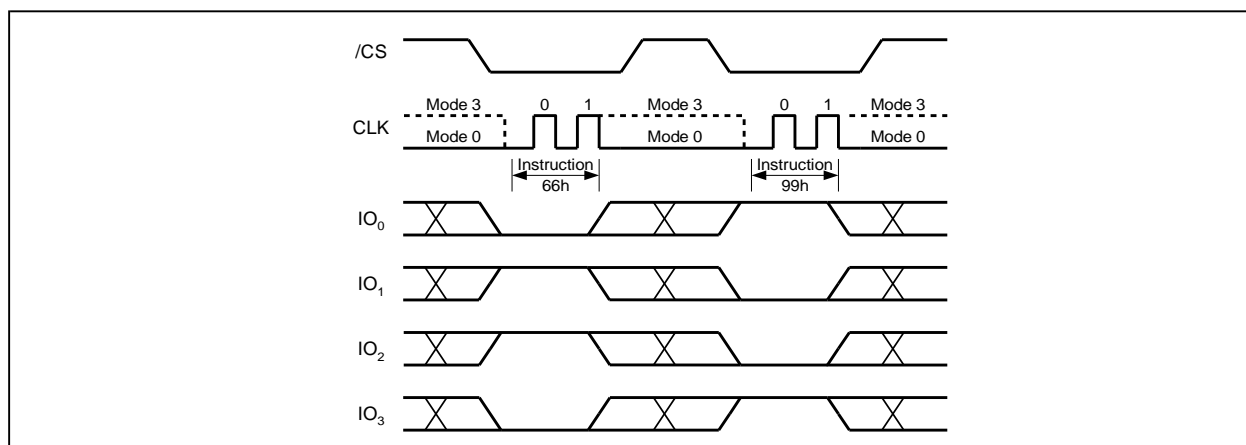 /CS
Mode 3 0 1 Mode 3 0 1 Mode 3
CLK
Mode 0 Mode 0 Mode 0
Instruction Instruction
66h 99h
IO0
IO1
IO2
IO3